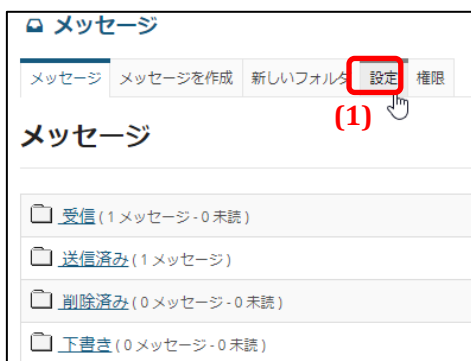 メッセージ
メッセージ メッセージを作成 新しいフォルダ 設定 権限
(1)
メッセージ
受信 (1メッセージ - 0未読)
送信済み (1メッセージ)
削除済み (0メッセージ - 0未読)
下書き (0メッセージ - 0未読)